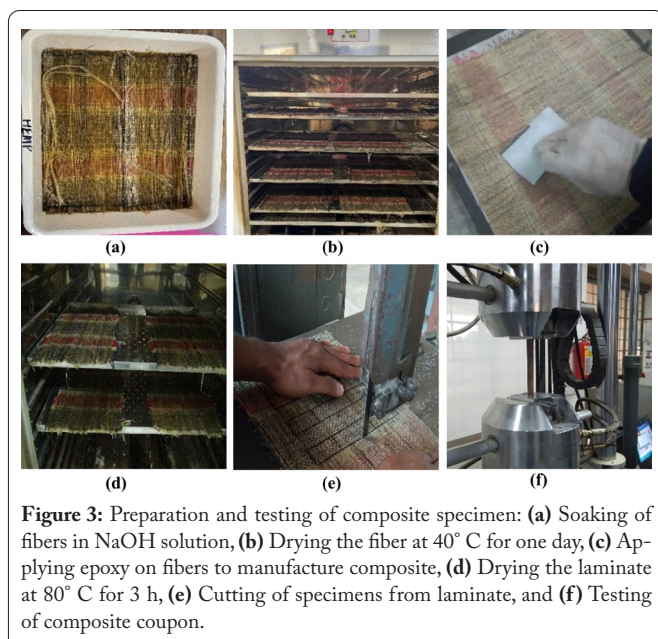 HEMP
(a)
(b)
(c)
(d)
(e)
(f)
Figure 3: Preparation and testing of composite specimen: (a) Soaking of
fibers in NaOH solution, (b) Drying the fiber at 40° C for one day, (c) Ap-
plying epoxy on fibers to manufacture composite, (d) Drying the laminate
at 80° C for 3 h, (e) Cutting of specimens from laminate, and (f) Testing
of composite coupon.